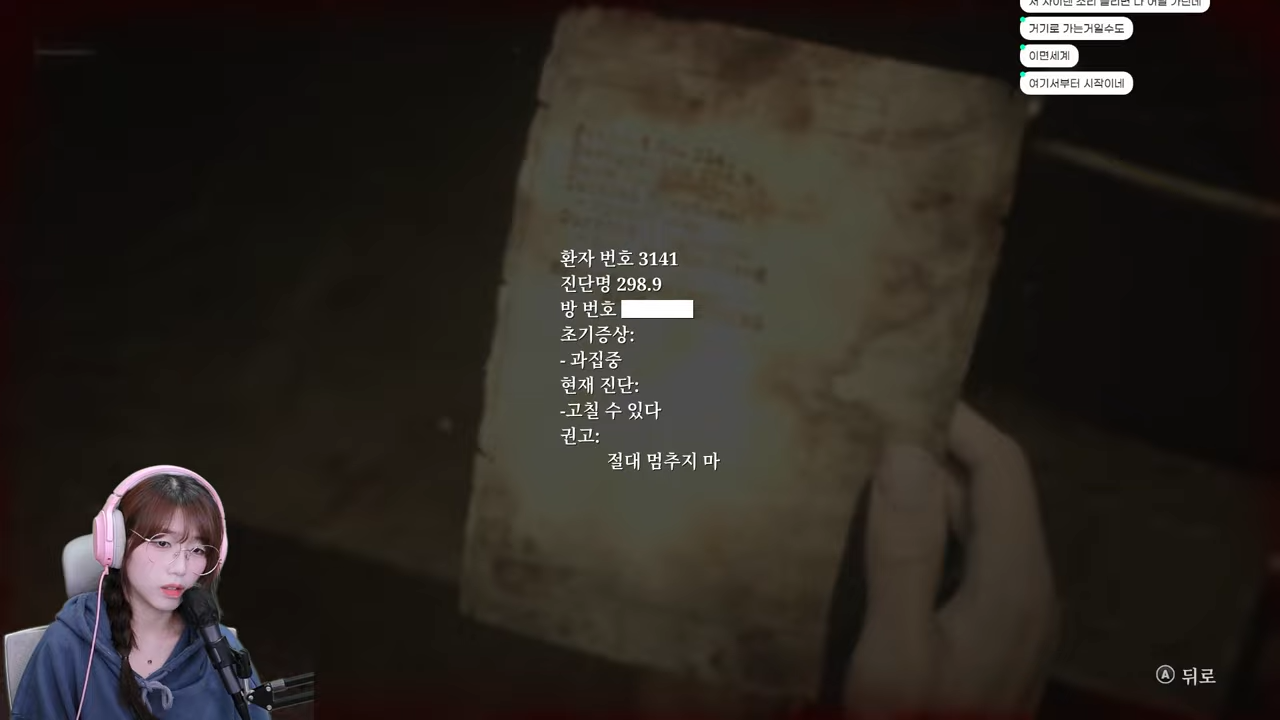 거기로 가는거일수도
이면세계
여기서부터 시작이네
환자 번호 3141
진단명 298.9
방 번호
초기증상:
- 과집중
현재 진단:
-고칠 수 있다
권고:
절대 멈추지 마
A 뒤로